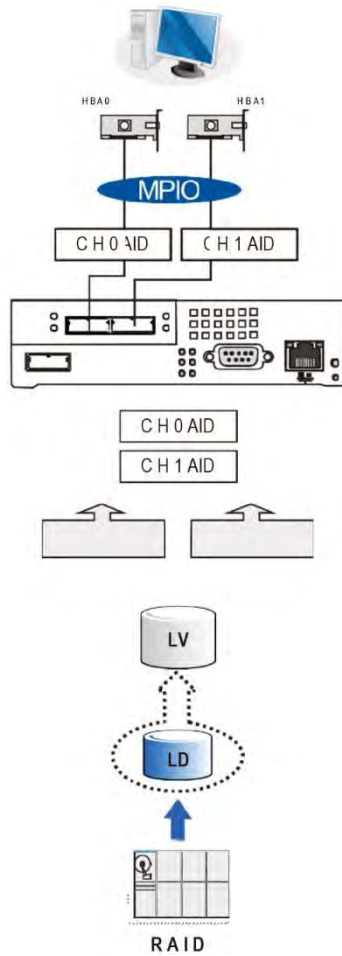 HBA0 HBA1
MPIO
CH0 AID CH1 AID
CH0 AID
CH1 AID
LV
LD
RAID